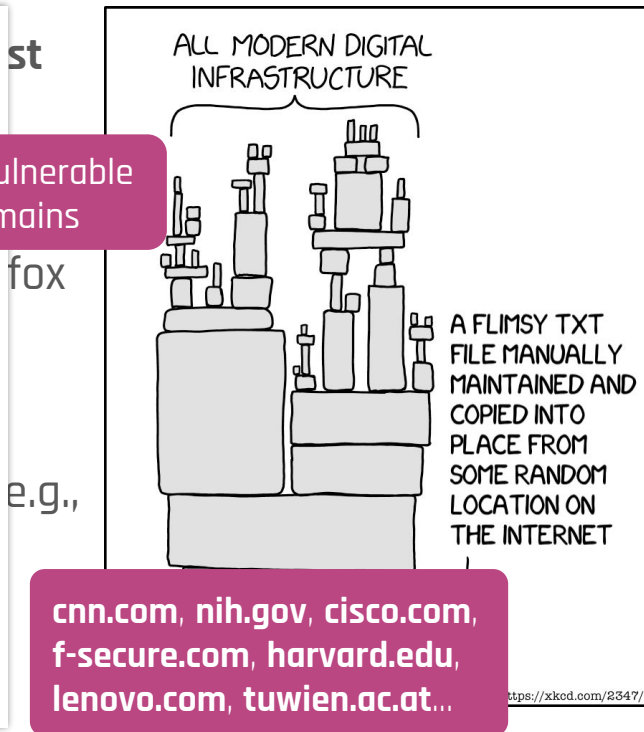 st
ulnerable
mains
fox
e.g.,
ALL MODERN DIGITAL
INFRASTRUCTURE
A FLIMSY TXT
FILE MANUALLY
MAINTAINED AND
COPIED INTO
PLACE FROM
SOME RANDOM
LOCATION ON
THE INTERNET
cnn.com, nih.gov, cisco.com,
f-secure.com, harvard.edu,
lenovo.com, tuwien.ac.at...
ttps://xkcd.com/2347/